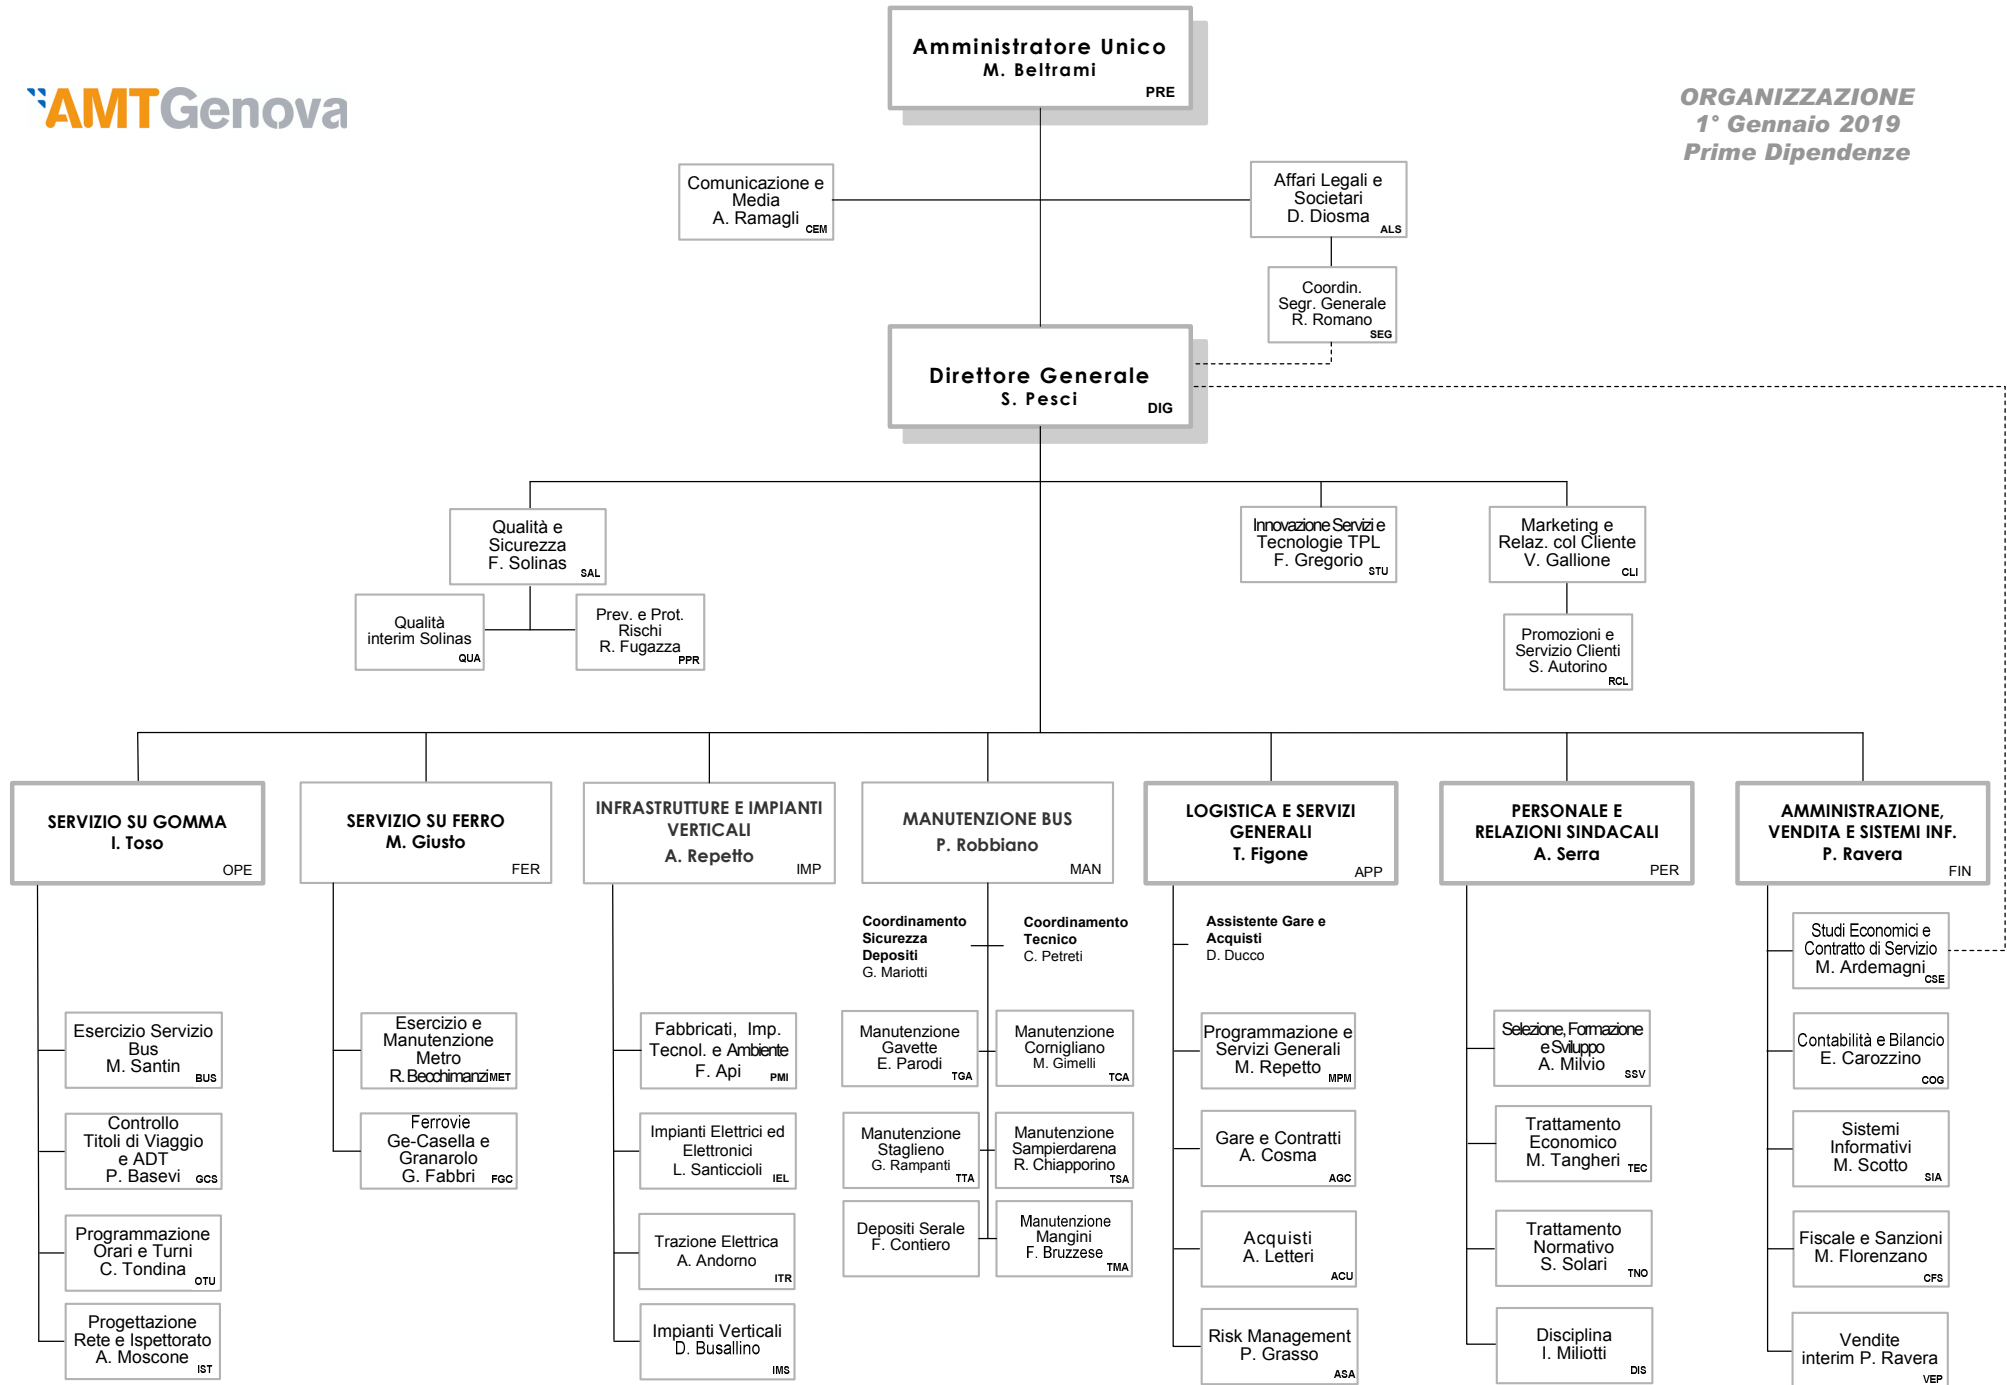 AMTGenova
ORGANIZZAZIONE
1° Gennaio 2019
Prime Dipendenze
Amministratore Unico
M. Beltrami
PRE
Comunicazione e
Media
A. Ramagli
CEM
Affari Legali e
Societari
D. Diosma
ALS
Coordin.
Segr. Generale
R. Romano
SEG
Direttore Generale
S. Pesci
DIG
Qualità e
Sicurezza
F. Solinas
SAL
Qualità
interim Solinas
QUA
Prev. e Prot.
Rischi
R. Fugazza
PPR
Innovazione Servizi e
Tecnologie TPL
F. Gregorio
STU
Marketing e
Relaz. col Cliente
V. Gallione
CLI
Promozioni e
Servizio Clienti
S. Autorino
RCL
SERVIZIO SU GOMMA
I. Toso
OPE
Esercizio Servizio
Bus
M. Santin
BUS
Controllo
Titoli di Viaggio
e ADT
P. Basevi
GCS
Programmazione
Orari e Turni
C. Tondina
OTU
Progettazione
Rete e Ispettorato
A. Moscone
IST
SERVIZIO SU FERRO
M. Giusto
FER
Esercizio e
Manutenzione
Metro
R. Becchimanzi
MET
Ferrovie
Ge-Casella e
Granarolo
G. Fabbri
FGC
INFRASTRUTTURE E IMPIANTI
VERTICALI
A. Repetto
IMP
Fabbricati, Imp.
Tecnol. e Ambiente
F. Api
PMI
Impianti Elettrici ed
Elettronici
L. Santiccioli
IEL
Trazione Elettrica
A. Andorno
ITR
Impianti Verticali
D. Busallino
IMS
MANUTENZIONE BUS
P. Robbiano
MAN
Coordinamento
Sicurezza
Depositi
G. Mariotti
Coordinamento
Tecnico
C. Petreti
Manutenzione
Gavette
E. Parodi
TGA
Manutenzione
Cornigliano
M. Gimelli
TCA
Manutenzione
Staglieno
G. Rampanti
TTA
Manutenzione
Sampierdarena
R. Chiapporino
TSA
Depositi Serale
F. Contiero
Manutenzione
Mangini
F. Bruzzese
TMA
LOGISTICA E SERVIZI
GENERALI
T. Figone
APP
Assistente Gare e
Acquisti
D. Ducco
Programmazione e
Servizi Generali
M. Repetto
MPM
Gare e Contratti
A. Cosma
AGC
Acquisti
A. Letteri
ACU
Risk Management
P. Grasso
ASA
PERSONALE E
RELAZIONI SINDACALI
A. Serra
PER
Selezione, Formazione
e Sviluppo
A. Milvio
SSV
Trattamento
Economico
M. Tangheri
TEC
Trattamento
Normativo
S. Solari
TNO
Disciplina
I. Miliotti
DIS
AMMINISTRAZIONE,
VENDITA E SISTEMI INF.
P. Ravera
FIN
Studi Economici e
Contratto di Servizio
M. Ardemagni
CSE
Contabilità e Bilancio
E. Carozzino
COG
Sistemi
Informativi
M. Scotto
SIA
Fiscale e Sanzioni
M. Florenzano
CFS
Vendite
interim P. Ravera
VEP